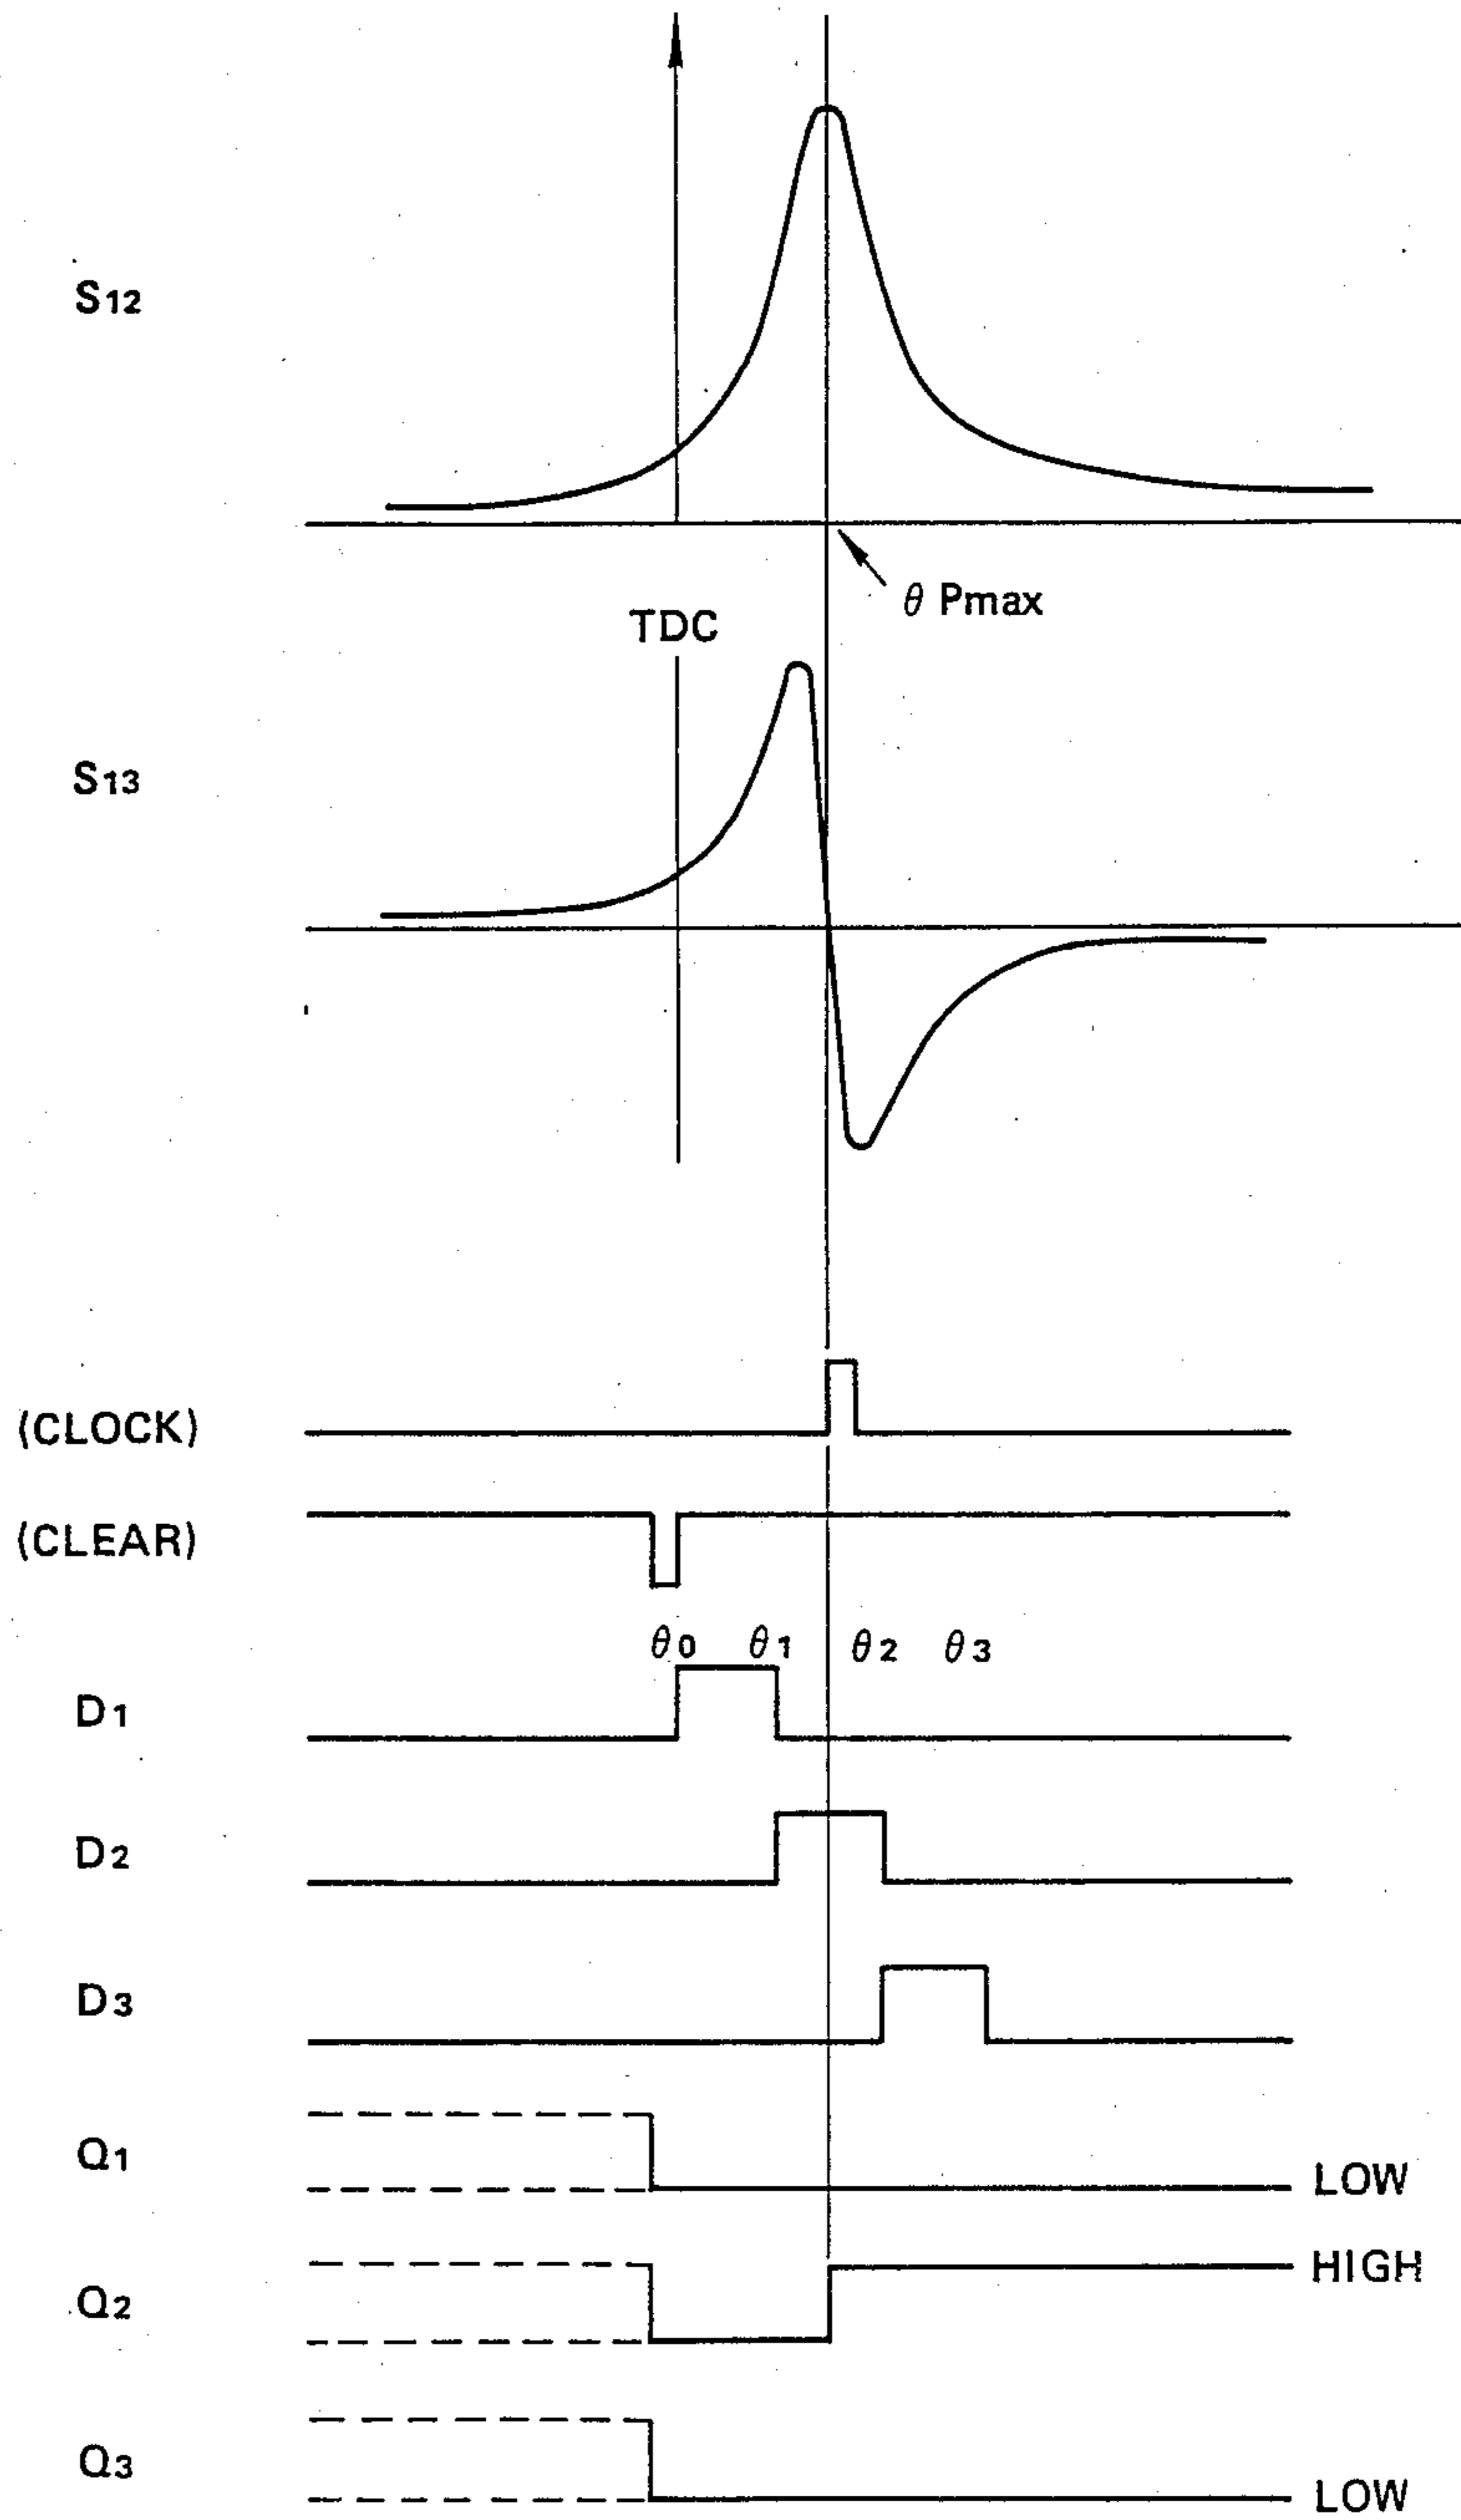 S12
θ Pmax
TDC
S13
(CLOCK)
(CLEAR)
θ0 θ1 θ2 θ3
D1
D2
D3
Q1
LOW
HIGH
Q2
Q3
LOW